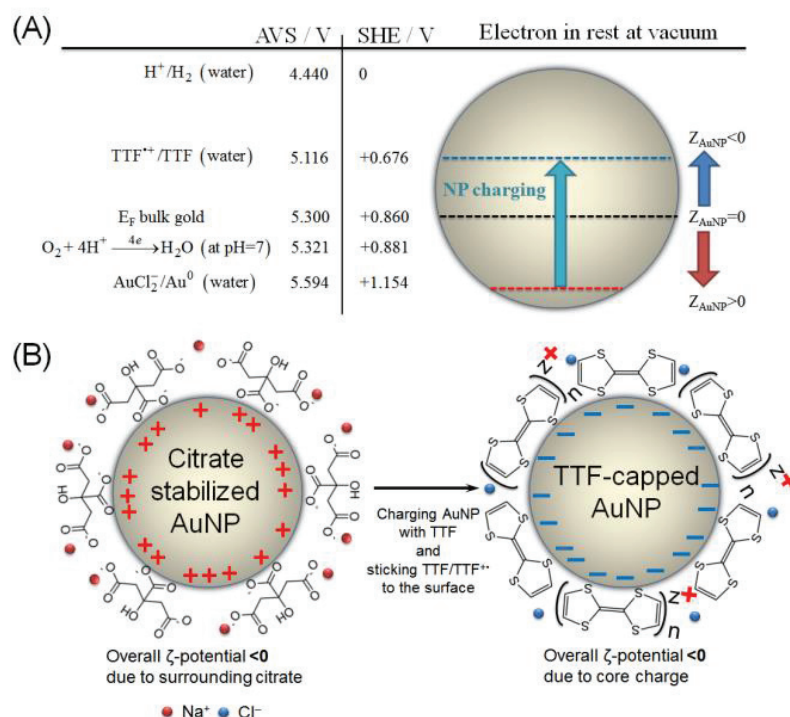 (A)
AVS / V SHE / V Electron in rest at vacuum
H⁺/H₂ (water) 4.440 0
TTF•⁺/TTF (water) 5.116 +0.676
E_F bulk gold 5.300 +0.860
O₂ + 4H⁺ —4e→ H₂O (at pH=7) 5.321 +0.881
AuCl₂⁻/Au⁰ (water) 5.594 +1.154
NP charging
Z_AuNP<0
Z_AuNP=0
Z_AuNP>0
(B)
Citrate
stabilized
AuNP
Charging AuNP
with TTF
and
sticking TTF/TTF⁺•
to the surface
TTF-capped
AuNP
Overall ζ-potential <0
due to surrounding citrate
Overall ζ-potential <0
due to core charge
Na⁺ Cl⁻